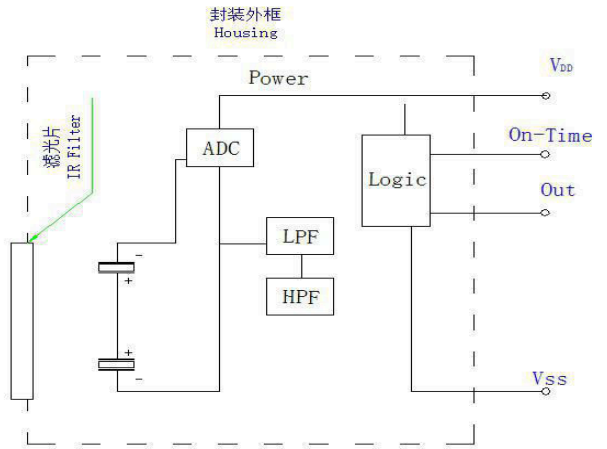 封装外框
Housing
Power
V_DD
滤光片
IR Filter
ADC
On-Time
Logic
Out
LPF
HPF
Vss
-
+
+
-